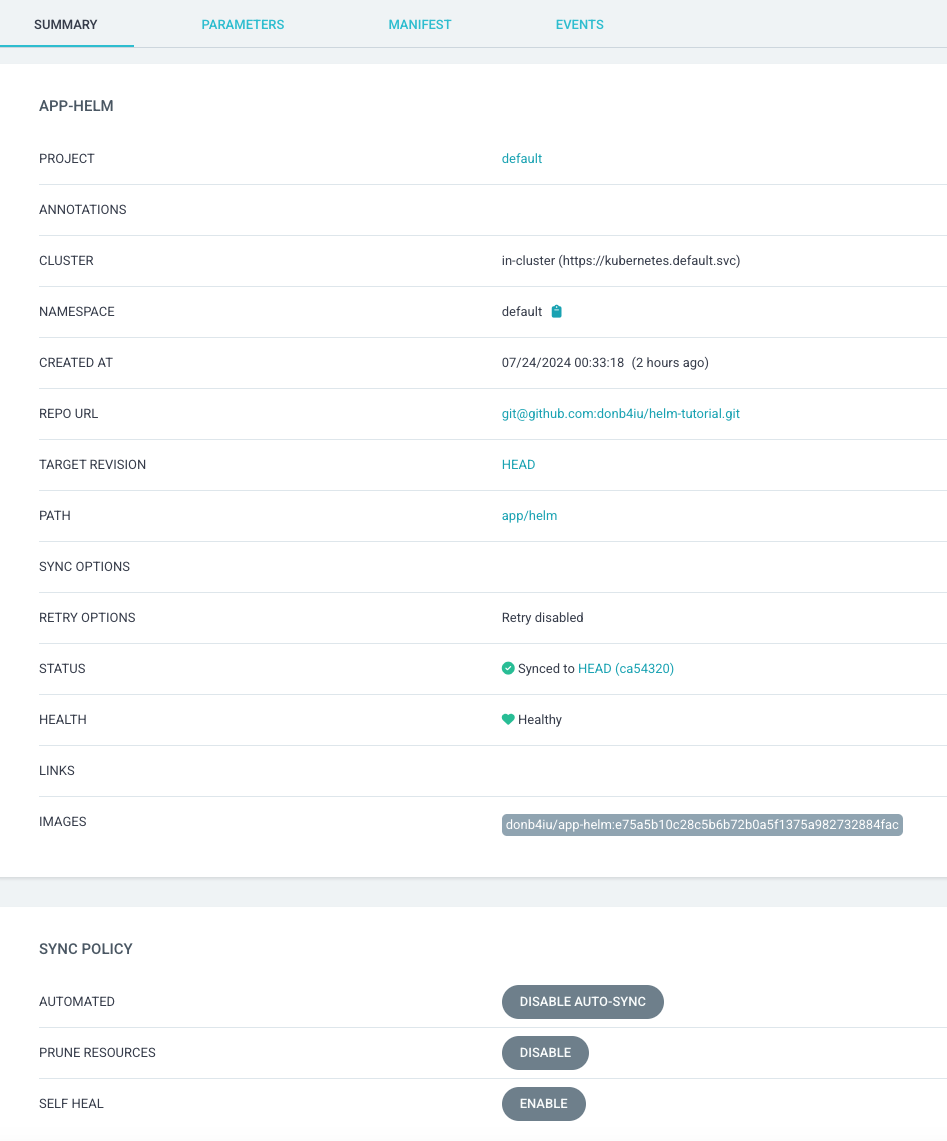 SUMMARY PARAMETERS MANIFEST EVENTS
APP-HELM
PROJECT default
ANNOTATIONS
CLUSTER in-cluster (https://kubernetes.default.svc)
NAMESPACE default
CREATED AT 07/24/2024 00:33:18 (2 hours ago)
REPO URL git@github.com:donb4iu/helm-tutorial.git
TARGET REVISION HEAD
PATH app/helm
SYNC OPTIONS
RETRY OPTIONS Retry disabled
STATUS Synced to HEAD (ca54320)
HEALTH Healthy
LINKS
IMAGES donb4iu/app-helm:e75a5b10c28c5b6b72b0a5f1375a982732884fac
SYNC POLICY
AUTOMATED DISABLE AUTO-SYNC
PRUNE RESOURCES DISABLE
SELF HEAL ENABLE